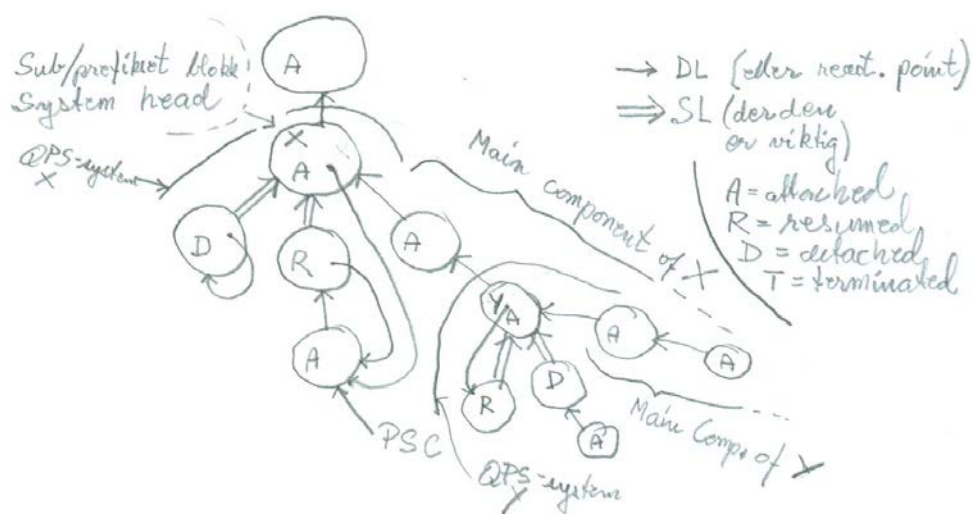 Sub/prefikset blokk
System head
QPS-system
X
A
X
A
D
R
A
A
PSC
Main component of X
Y
A
R
D
A
A
A
Main Comp. of Y
QPS-system
Y
→ DL (eller react. point)
⇒ SL (der den
er viktig)
A = attached
R = resumed
D = detached
T = terminated